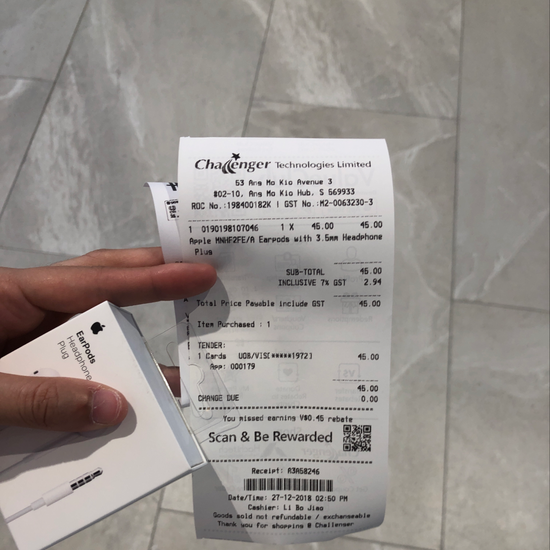 Challenger Technologies Limited
53 Ang Mo Kio Avenue 3
#02-10, Ang Mo Kio Hub, S 569933
ROC No.:198400182K | GST No.:M2-0063230-3
1 0190198107046 1 X 45.00 45.00
Apple MNHF2FE/A Earpods with 3.5mm Headphone
Plug
SUB-TOTAL 45.00
INCLUSIVE 7% GST 2.94
Total Price Payable include GST 45.00
Item Purchased : 1
TENDER:
1 Cards UOB/VIS[*****1972] 45.00
App: 000179
45.00
CHANGE DUE 0.00
You missed earning V$0.45 rebate
Scan & Be Rewarded
Receipt: A3A58246
Date/Time: 27-12-2018 02:50 PM
Cashier: Li Bo Jiao
Goods sold not refundable / exchangeable
Thank you for shopping @ Challenger
EarPods
Headphone
Plug